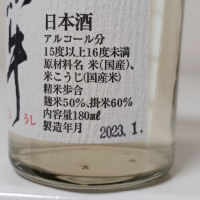 日本酒
アルコール分
15度以上16度未満
原材料名 米(国産)、
米こうじ(国産米)
精米歩合
麹米50%、掛米60%
内容量180ml
製造年月
2023.1.
うし